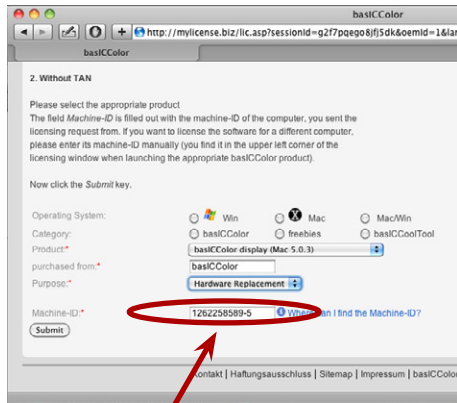 basICColor
http://mylicense.biz/lic.asp?sessionId=g2f7pqego8jfj5dk&oemId=1&lan
basICColor
2. Without TAN
Please select the appropriate product
The field Machine-ID is filled out with the machine-ID of the computer, you sent the
licensing request from. If you want to license the software for a different computer,
please enter its machine-ID manually (you find it in the upper left corner of the
licensing window when launching the appropriate basICColor product).
Now click the Submit key.
Operating System: Win Mac Mac/Win
Category: basICColor freebies basICCoolTool
Product:* basICColor display (Mac 5.0.3)
purchased from:* basICColor
Purpose:* Hardware Replacement
Machine-ID:* 1262258589-5 Where can I find the Machine-ID?
Submit
Kontakt | Haftungsausschluss | Sitemap | Impressum | basICColo